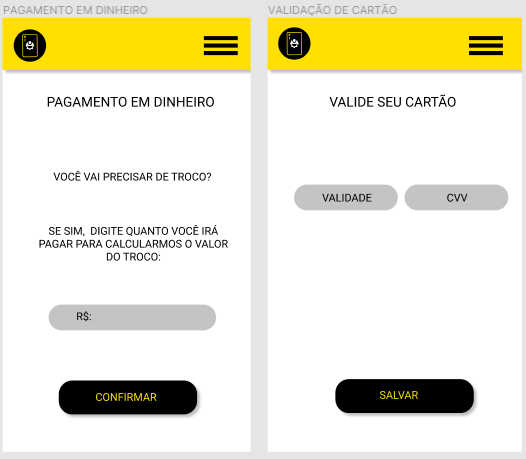 PAGAMENTO EM DINHEIRO
PAGAMENTO EM DINHEIRO
VOCÊ VAI PRECISAR DE TROCO?
SE SIM, DIGITE QUANTO VOCÊ IRÁ
PAGAR PARA CALCULARMOS O VALOR
DO TROCO:
R$:
CONFIRMAR
VALIDAÇÃO DE CARTÃO
VALIDE SEU CARTÃO
VALIDADE
CVV
SALVAR